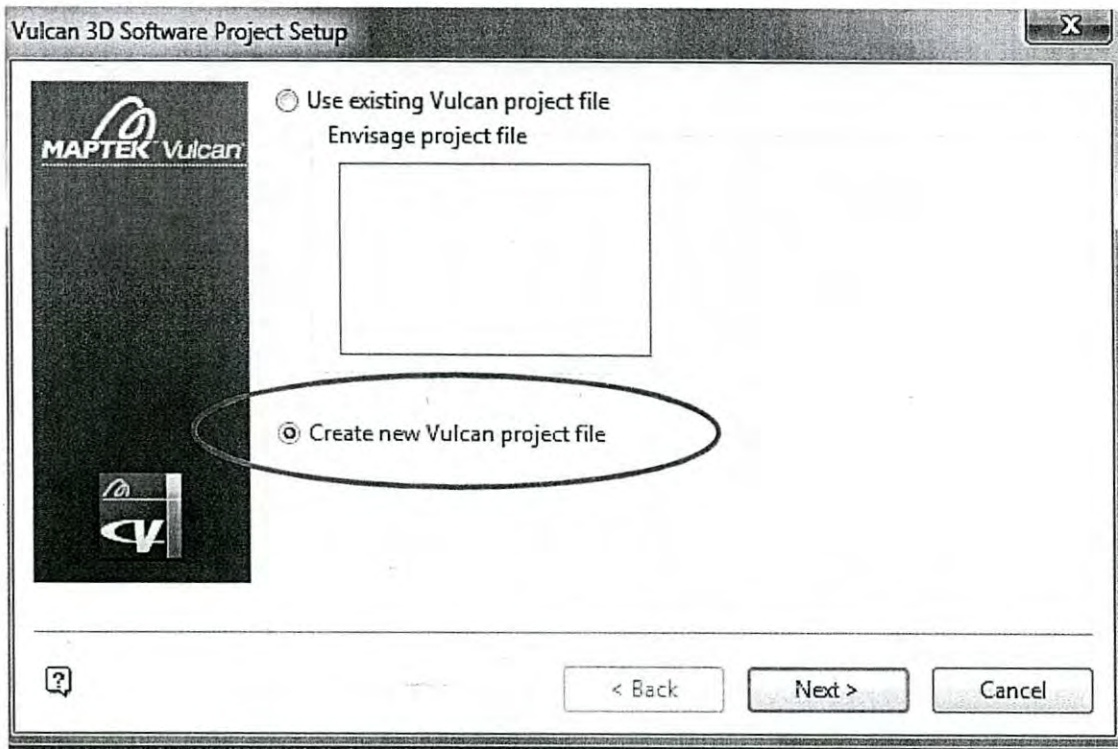 Vulcan 3D Software Project Setup
X
MAPTEK Vulcan
Use existing Vulcan project file
Envisage project file
Create new Vulcan project file
V
?
< Back
Next >
Cancel